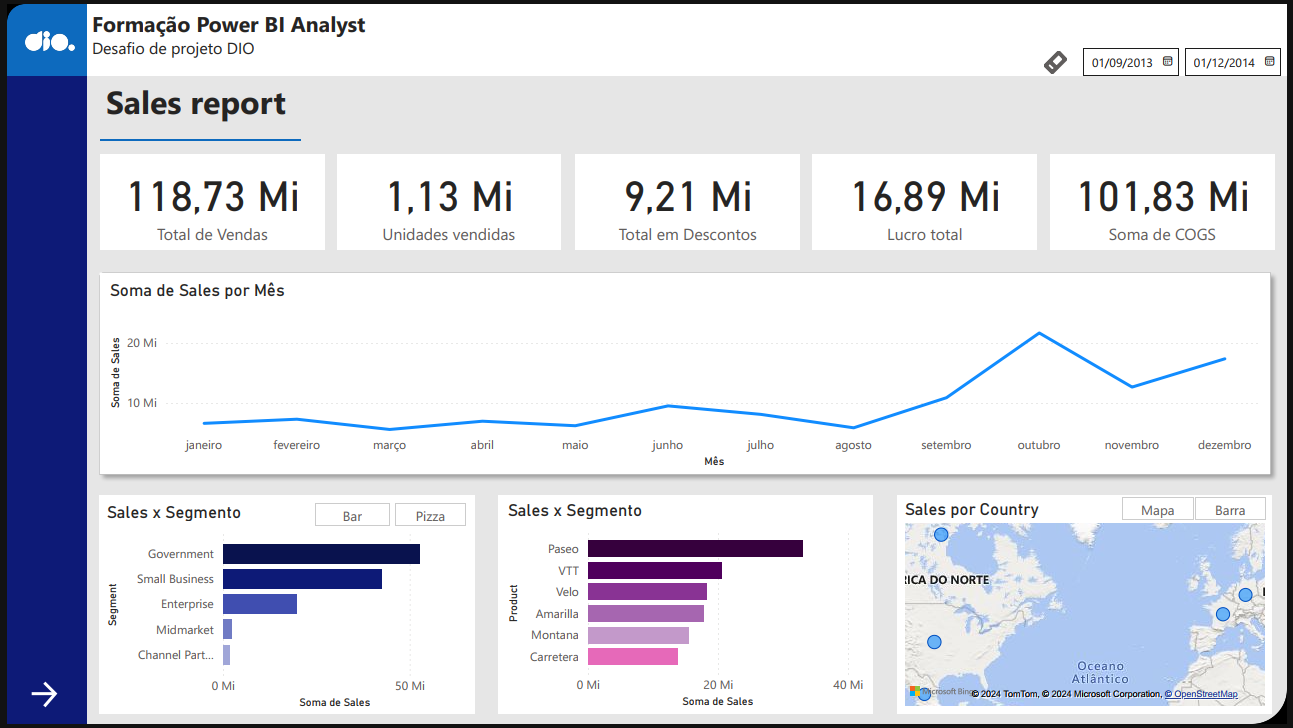 dio.
Formação Power BI Analyst
Desafio de projeto DIO
01/09/2013
01/12/2014
Sales report
118,73 Mi
Total de Vendas
1,13 Mi
Unidades vendidas
9,21 Mi
Total em Descontos
16,89 Mi
Lucro total
101,83 Mi
Soma de COGS
Soma de Sales por Mês
Soma de Sales
20 Mi
10 Mi
janeiro fevereiro março abril maio junho julho agosto setembro outubro novembro dezembro
Mês
Sales x Segmento
Bar
Pizza
Segment
Government
Small Business
Enterprise
Midmarket
Channel Part...
0 Mi 50 Mi
Soma de Sales
Sales x Segmento
Product
Paseo
VTT
Velo
Amarilla
Montana
Carretera
0 Mi 20 Mi 40 Mi
Soma de Sales
Sales por Country
Mapa
Barra
RICA DO NORTE
Oceano
Atlântico
Microsoft Bing
© 2024 TomTom, © 2024 Microsoft Corporation, © OpenStreetMap